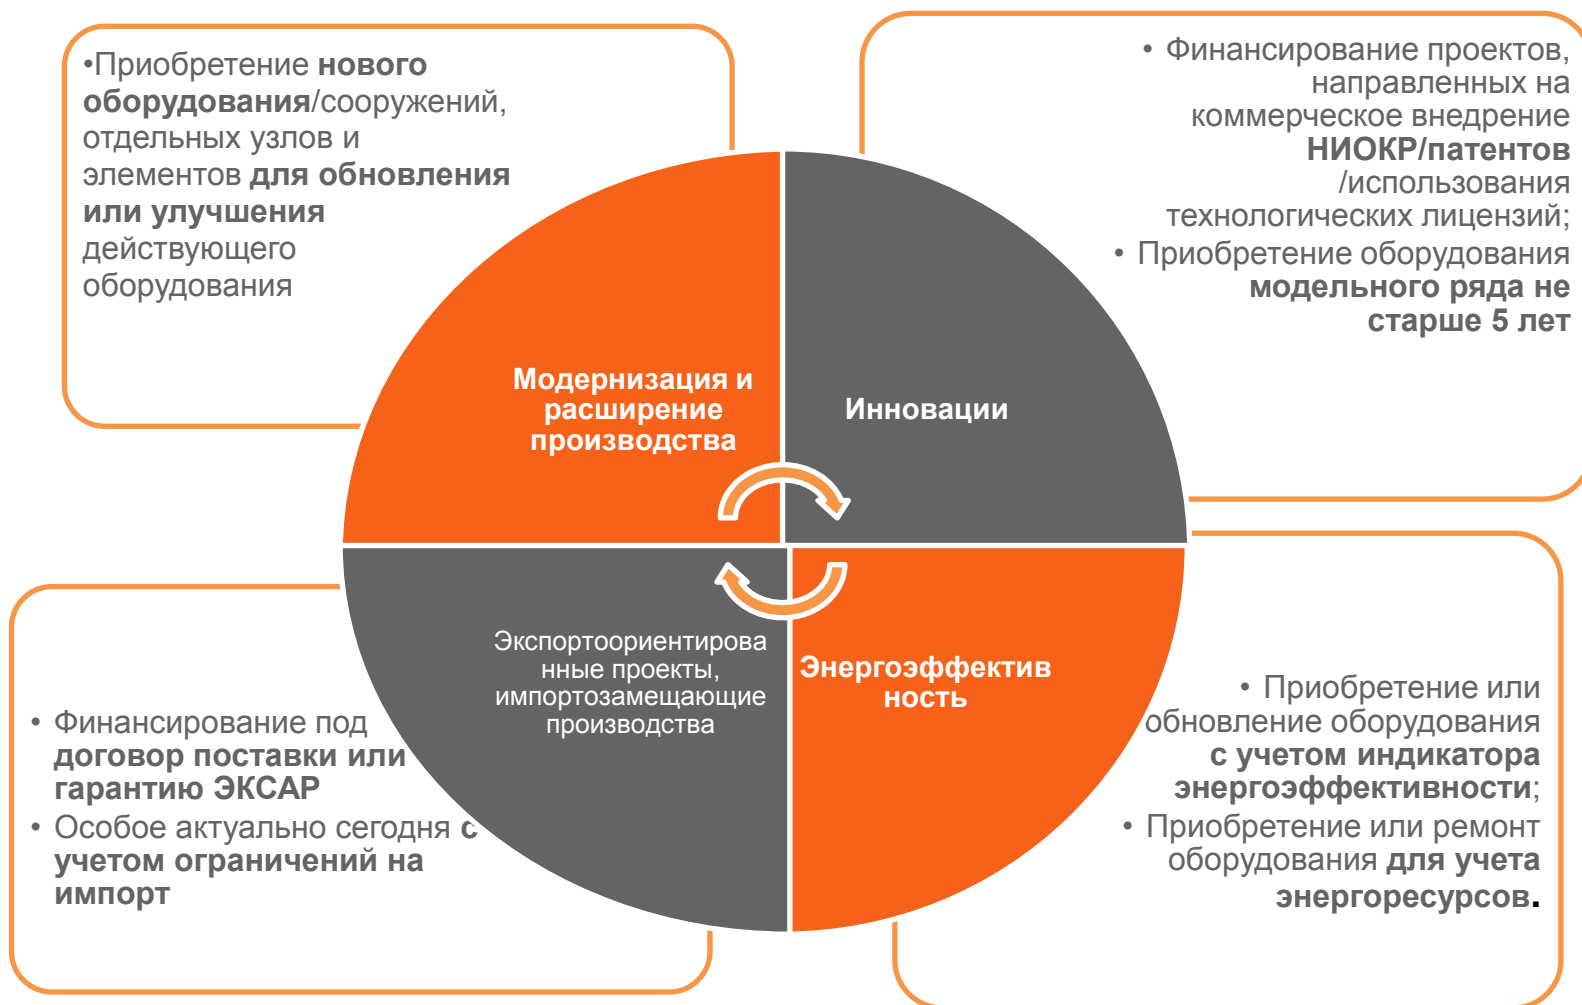 •Приобретение нового
оборудования/сооружений,
отдельных узлов и
элементов для обновления
или улучшения
действующего
оборудования
• Финансирование проектов,
направленных на
коммерческое внедрение
НИОКР/патентов
/использования
технологических лицензий;
• Приобретение оборудования
модельного ряда не
старше 5 лет
Модернизация и
расширение
производства
Инновации
Экспортоориентирова
нные проекты,
импортозамещающие
производства
Энергоэффектив
ность
• Финансирование под
договор поставки или
гарантию ЭКСАР
• Особое актуально сегодня с
учетом ограничений на
импорт
• Приобретение или
обновление оборудования
с учетом индикатора
энергоэффективности;
• Приобретение или ремонт
оборудования для учета
энергоресурсов.